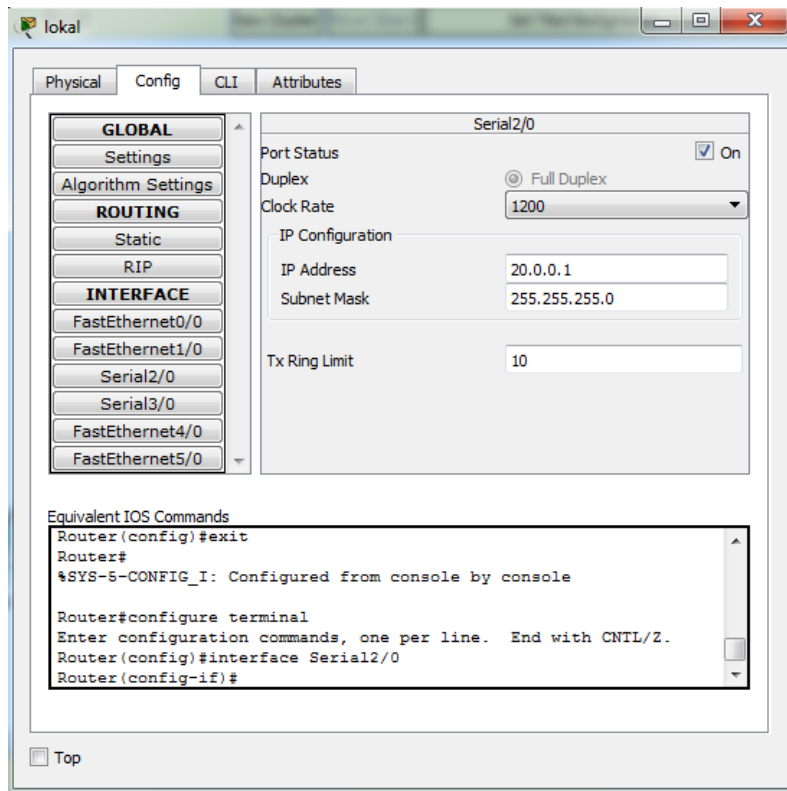 lokal
Physical Config CLI Attributes
GLOBAL
Settings
Algorithm Settings
ROUTING
Static
RIP
INTERFACE
FastEthernet0/0
FastEthernet1/0
Serial2/0
Serial3/0
FastEthernet4/0
FastEthernet5/0
Serial2/0
Port Status On
Duplex Full Duplex
Clock Rate 1200
IP Configuration
IP Address 20.0.0.1
Subnet Mask 255.255.255.0
Tx Ring Limit 10
Equivalent IOS Commands
Router(config)#exit
Router#
%SYS-5-CONFIG_I: Configured from console by console
Router#configure terminal
Enter configuration commands, one per line.  End with CNTL/Z.
Router(config)#interface Serial2/0
Router(config-if)#
Top